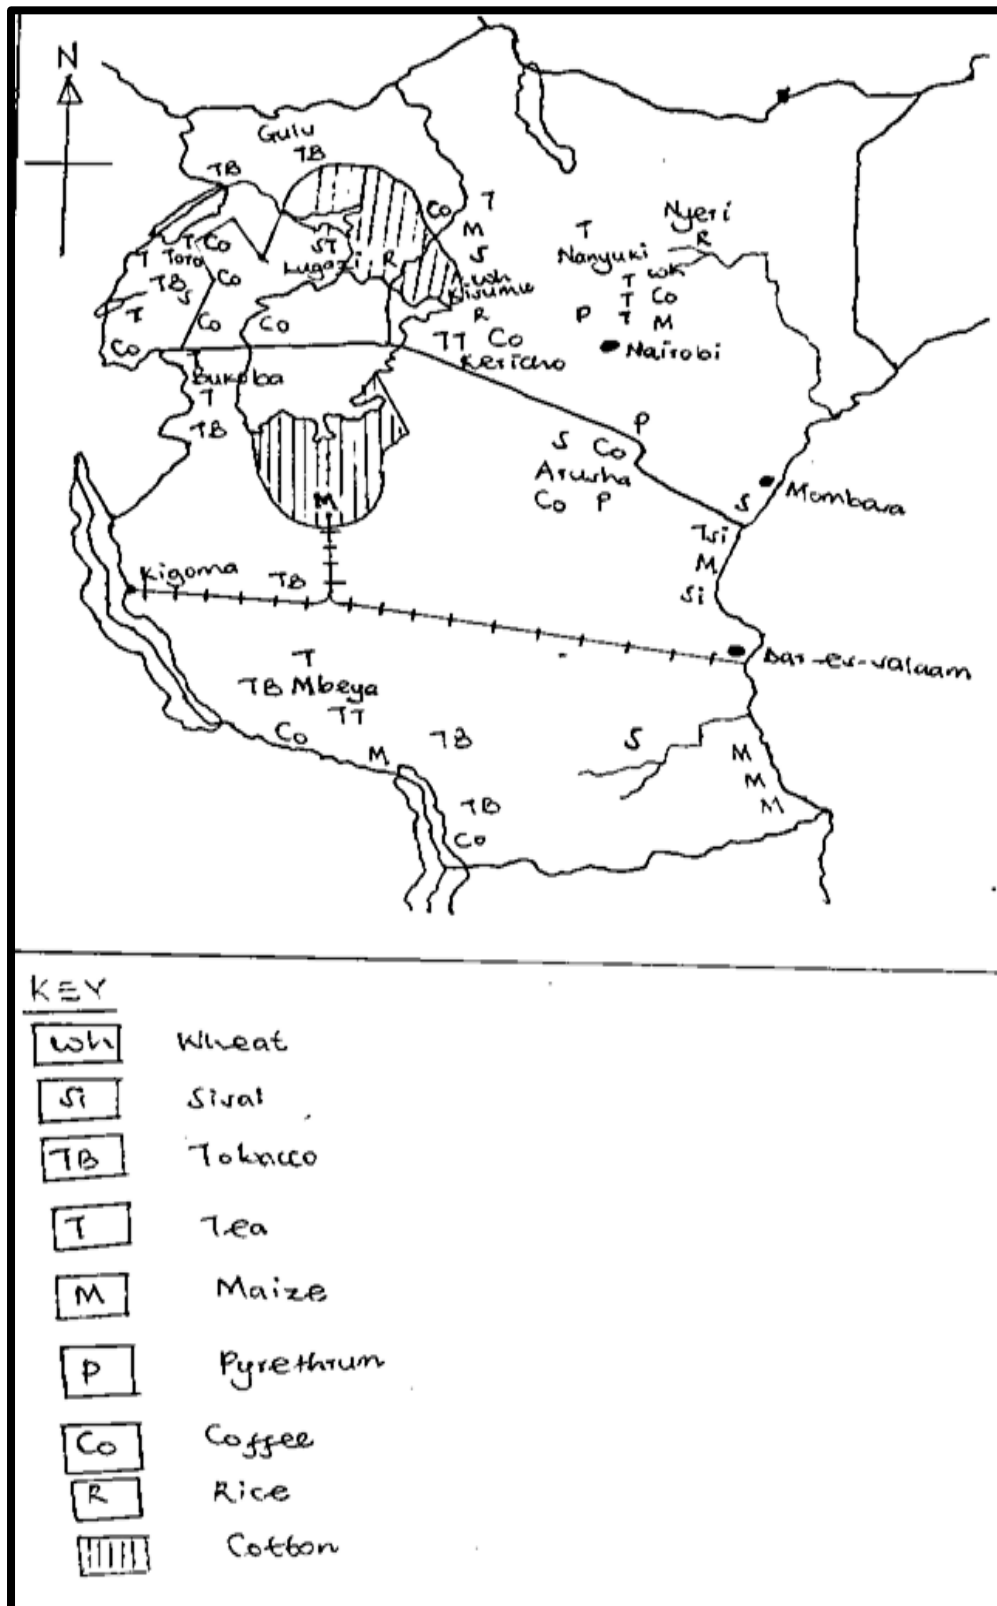 N
Gulu
TB
TB
Co
T
M
S
T
Nyeri
R
Nanyuki
wh
T
T Co
T M
P
Nairobi
T
T
Toro
Co
TB
S
Co
T
Co
Co
Co
ST
Lugazi
R
wh
Kisumu
R
TT Co
Kericho
Bukoba
T
TB
P
S Co
Arusha
Co P
S
Mombasa
M
Tsi
M
Si
Kigoma
TB
Dar-es-salaam
T
TB Mbeya
TT
Co
M
TB
S
M
M
M
TB
Co
KEY
Wh Wheat
Si Sisal
TB Tobacco
T Tea
M Maize
P Pyrethrum
Co Coffee
R Rice
Cotton